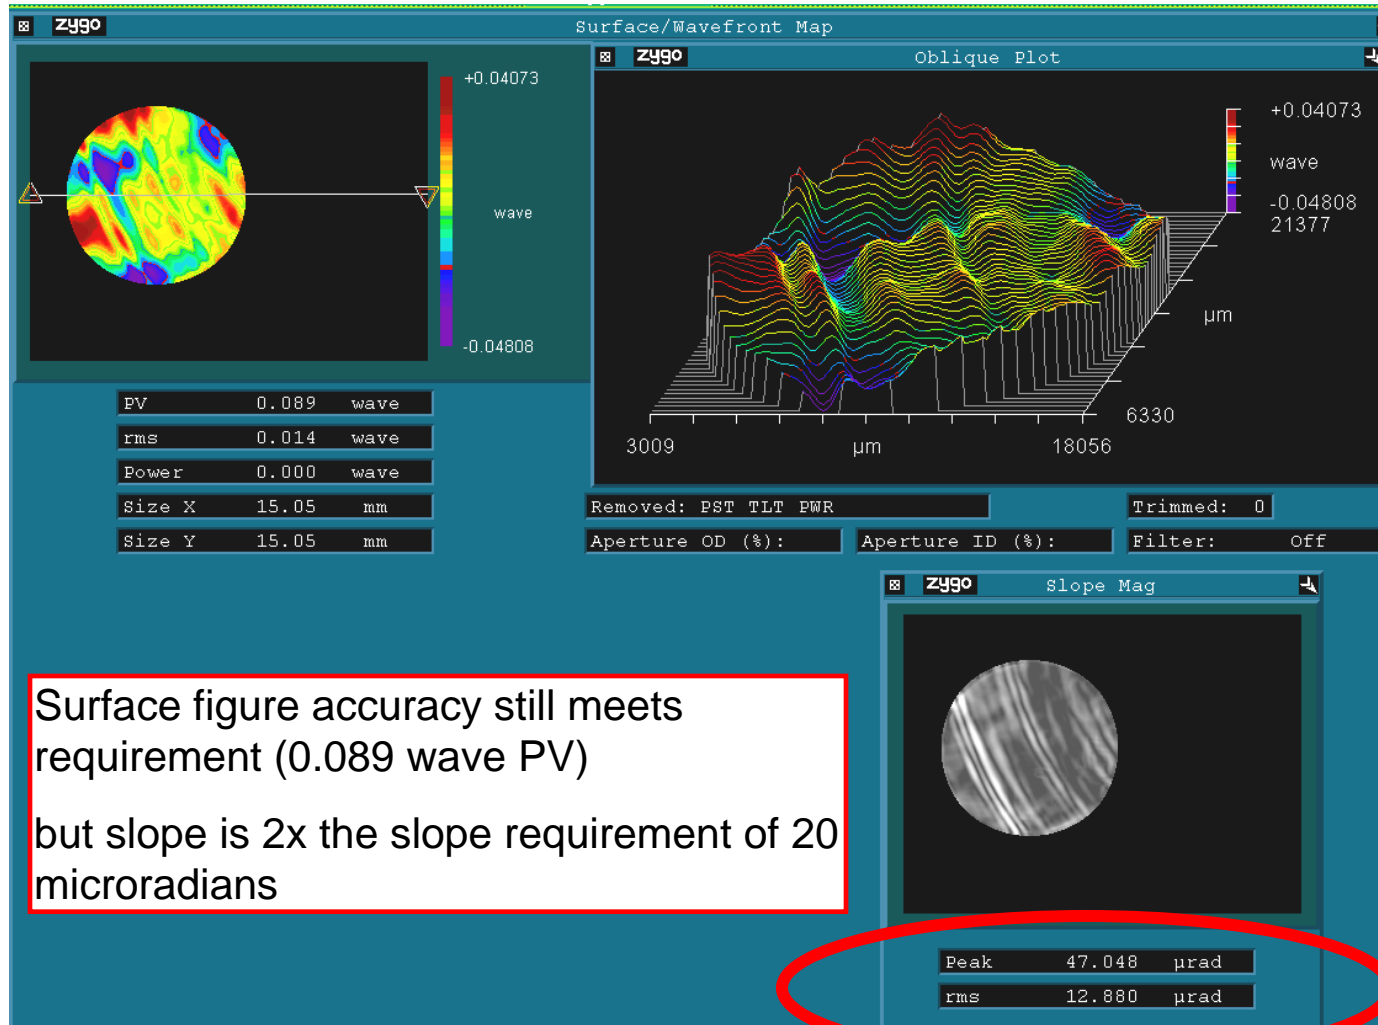 zygo Surface/Wavefront Map
+0.04073
wave
-0.04808
zygo Oblique Plot
+0.04073
wave
-0.04808
21377
µm
6330
3009 µm 18056
PV 0.089 wave
rms 0.014 wave
Power 0.000 wave
Size X 15.05 mm
Size Y 15.05 mm
Removed: PST TLT PWR Trimmed: 0
Aperture OD (%): Aperture ID (%): Filter: Off
zygo Slope Mag
Surface figure accuracy still meets
requirement (0.089 wave PV)
but slope is 2x the slope requirement of 20
microradians
Peak 47.048 µrad
rms 12.880 µrad